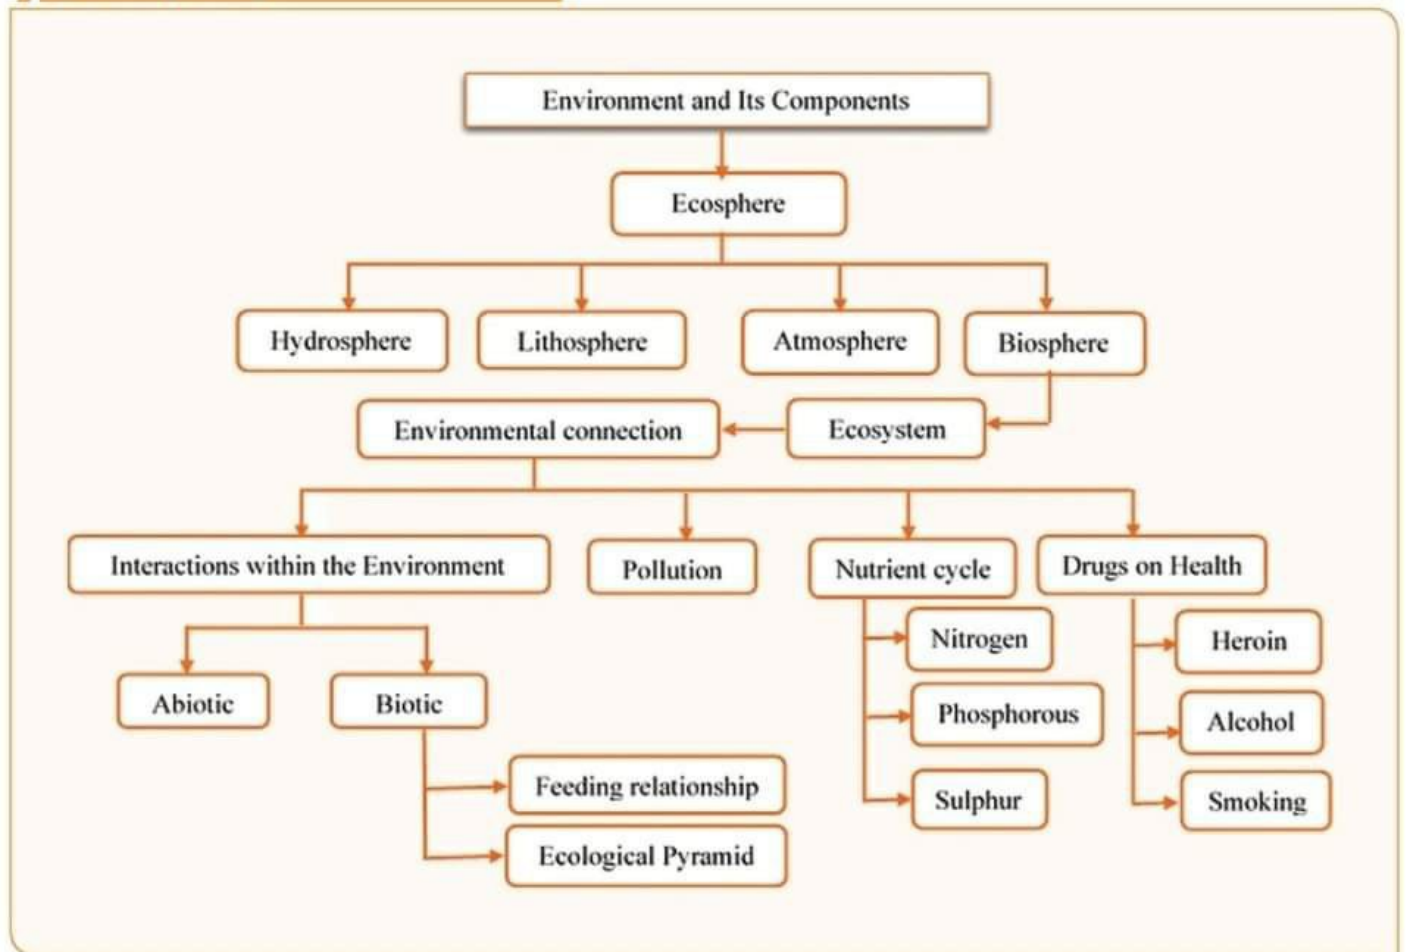 Environment and Its Components
Ecosphere
Hydrosphere
Lithosphere
Atmosphere
Biosphere
Environmental connection
Ecosystem
Interactions within the Environment
Pollution
Nutrient cycle
Drugs on Health
Nitrogen
Heroin
Abiotic
Biotic
Phosphorous
Alcohol
Feeding relationship
Sulphur
Smoking
Ecological Pyramid